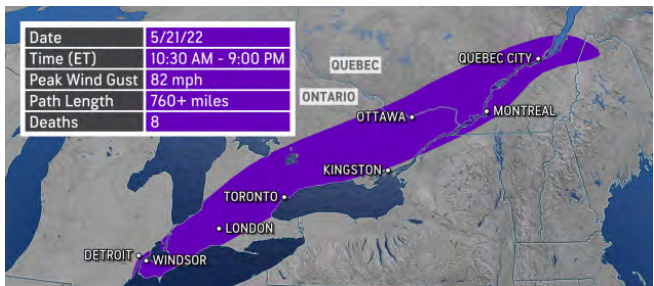 Date 5/21/22
Time (ET) 10:30 AM - 9:00 PM
Peak Wind Gust 82 mph
Path Length 760+ miles
Deaths 8
QUEBEC
QUEBEC CITY
ONTARIO
OTTAWA
MONTREAL
KINGSTON
TORONTO
LONDON
DETROIT
WINDSOR